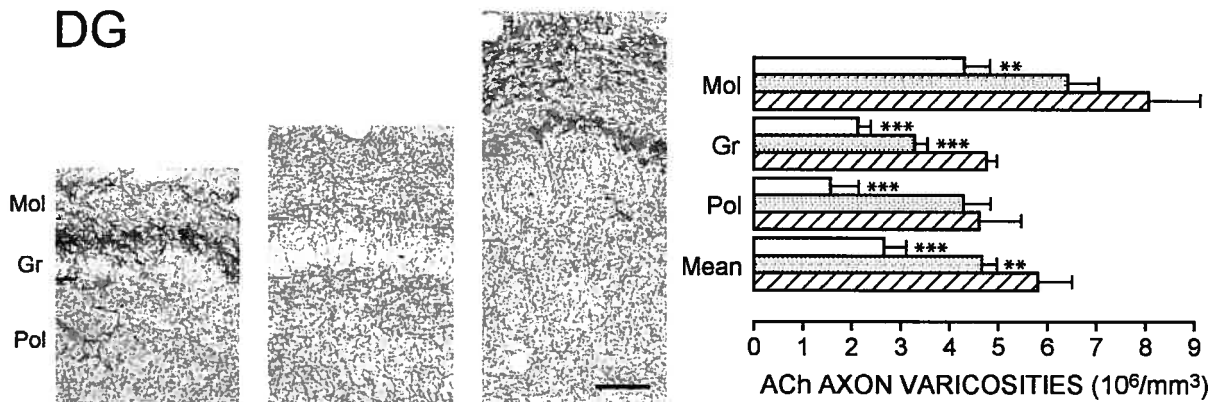 DG
Mol
Gr
Pol
Mol
**
Gr
***
***
Pol
***
Mean
***
**
0 1 2 3 4 5 6 7 8 9
ACh AXON VARICOSITIES (10⁶/mm³)